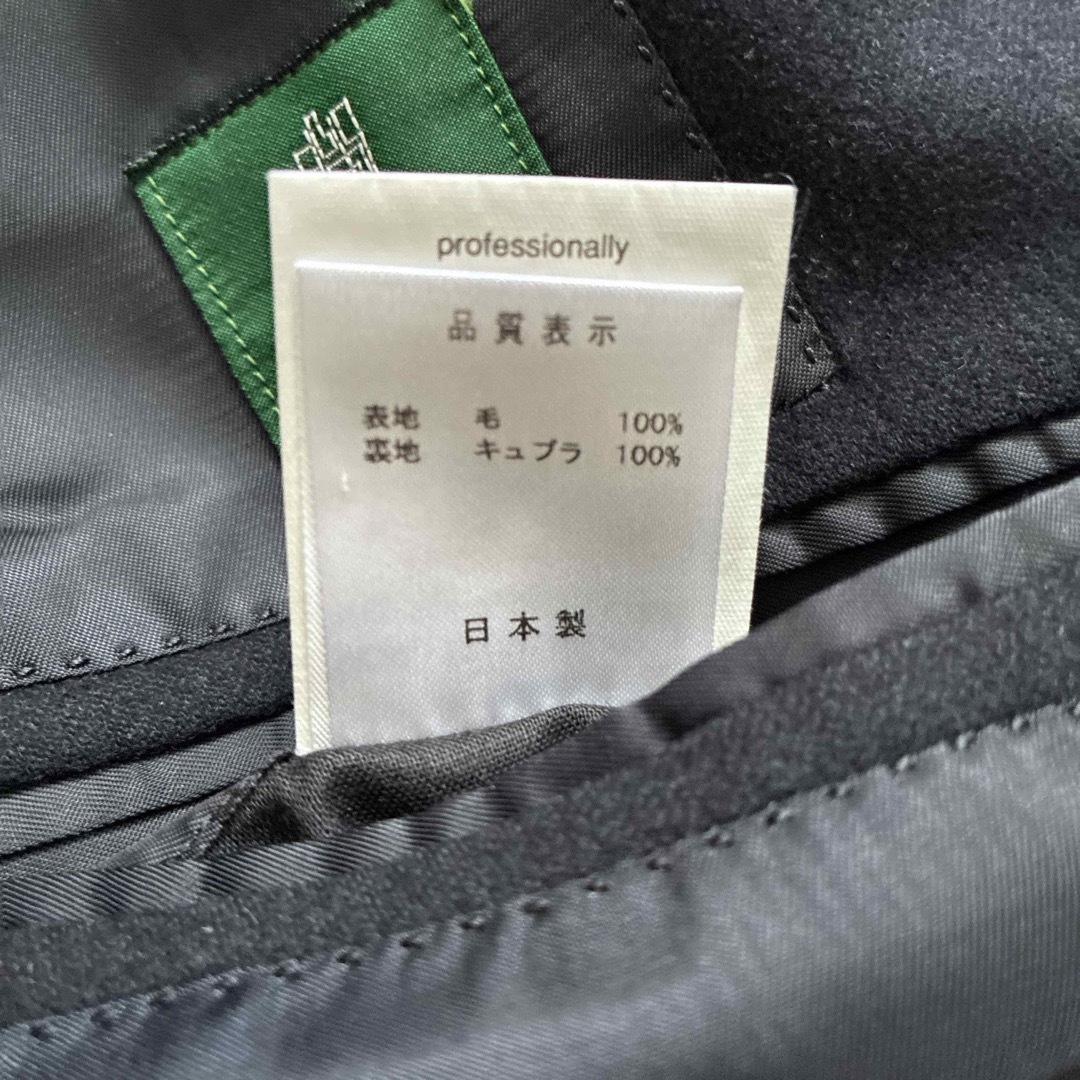 professionally
品質表示
表地 毛 100%
裏地 キュプラ 100%
日本製